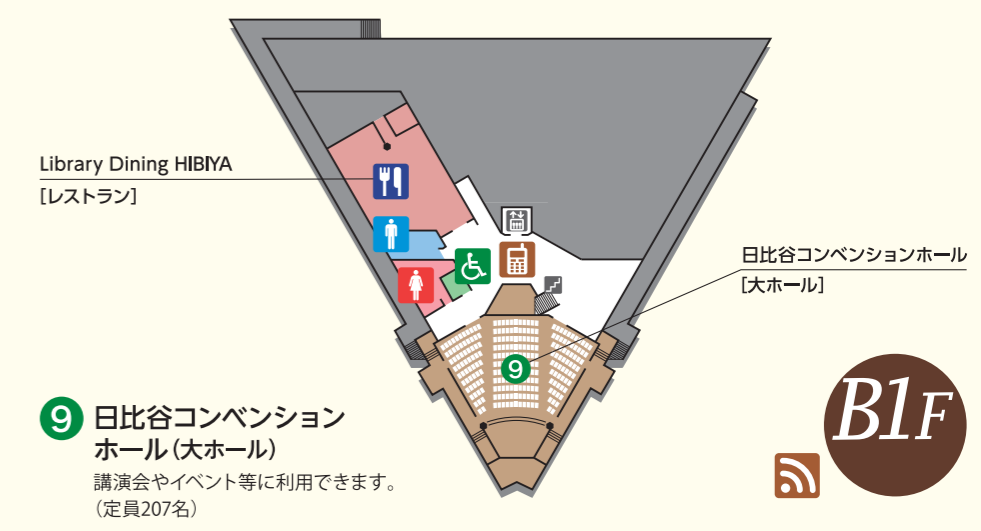 Library Dining HIBIYA
[レストラン]
日比谷コンベンションホール
[大ホール]
9
9 日比谷コンベンション
ホール(大ホール)
講演会やイベント等に利用できます。
(定員207名)
B1F